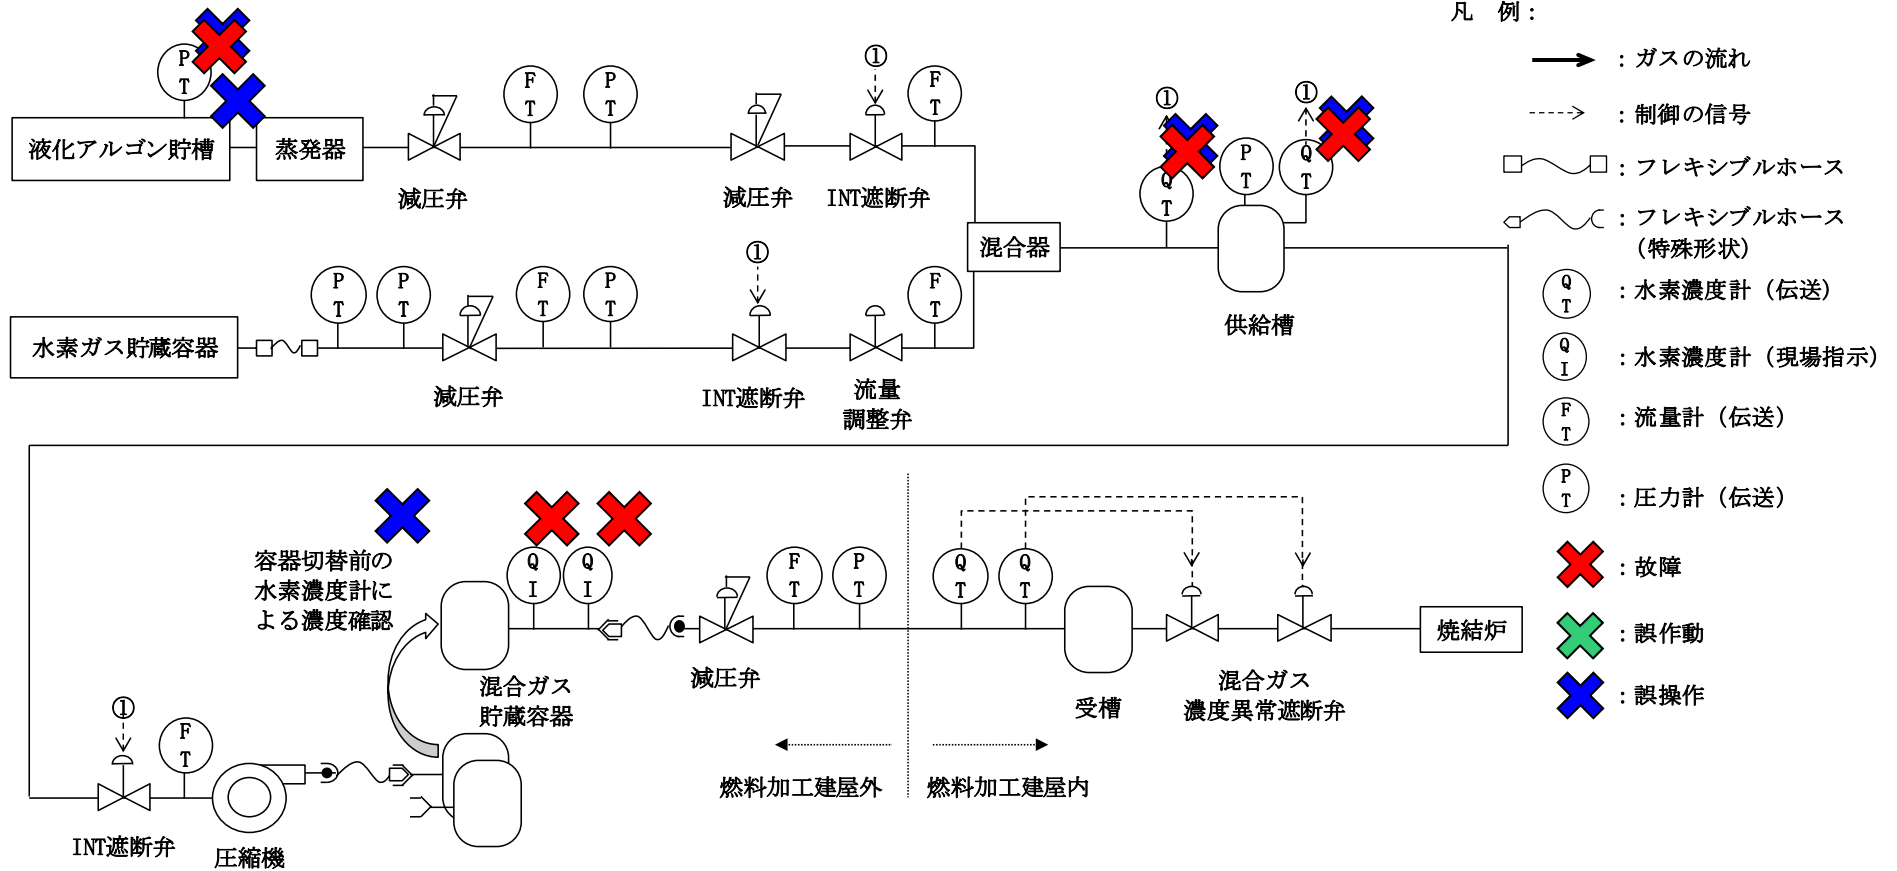 凡　例：
：ガスの流れ
：制御の信号
：フレキシブルホース
：フレキシブルホース
（特殊形状）
Q
T
：水素濃度計（伝送）
Q
I
：水素濃度計（現場指示）
F
T
：流量計（伝送）
P
T
：圧力計（伝送）
：故障
：誤作動
：誤操作
P
T
液化アルゴン貯槽
蒸発器
減圧弁
F
T
P
T
減圧弁
①
INT遮断弁
F
T
水素ガス貯蔵容器
P
T
P
T
減圧弁
F
T
P
T
①
INT遮断弁
流量
調整弁
F
T
混合器
①
Q
T
P
T
①
Q
T
供給槽
①
INT遮断弁
F
T
圧縮機
容器切替前の
水素濃度計に
よる濃度確認
混合ガス
貯蔵容器
Q
I
Q
I
減圧弁
F
T
P
T
燃料加工建屋外
燃料加工建屋内
Q
T
Q
T
受槽
混合ガス
濃度異常遮断弁
焼結炉